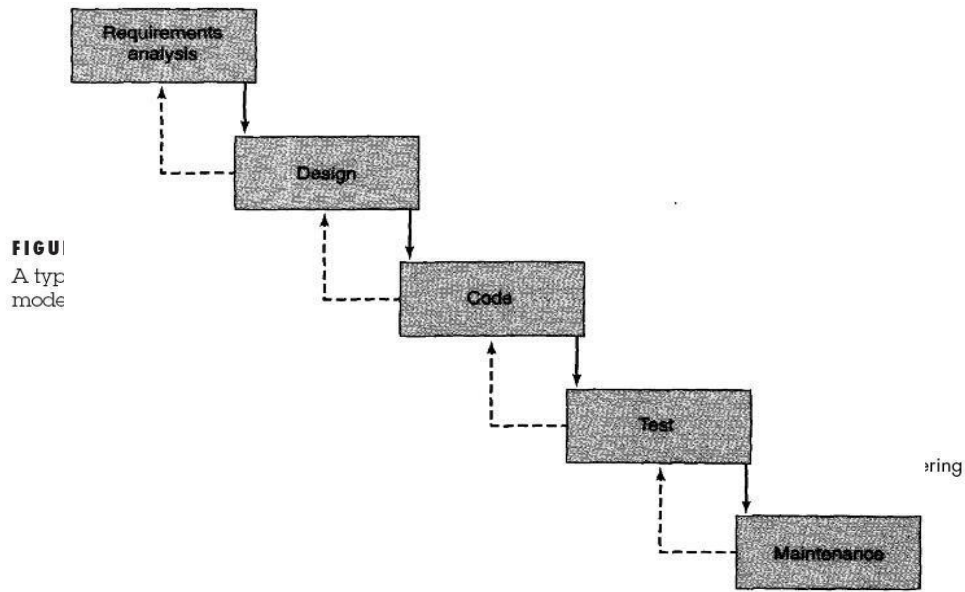 Requirements
analysis
Design
FIGU
A typ
mode
Code
Test
ering
Maintenance